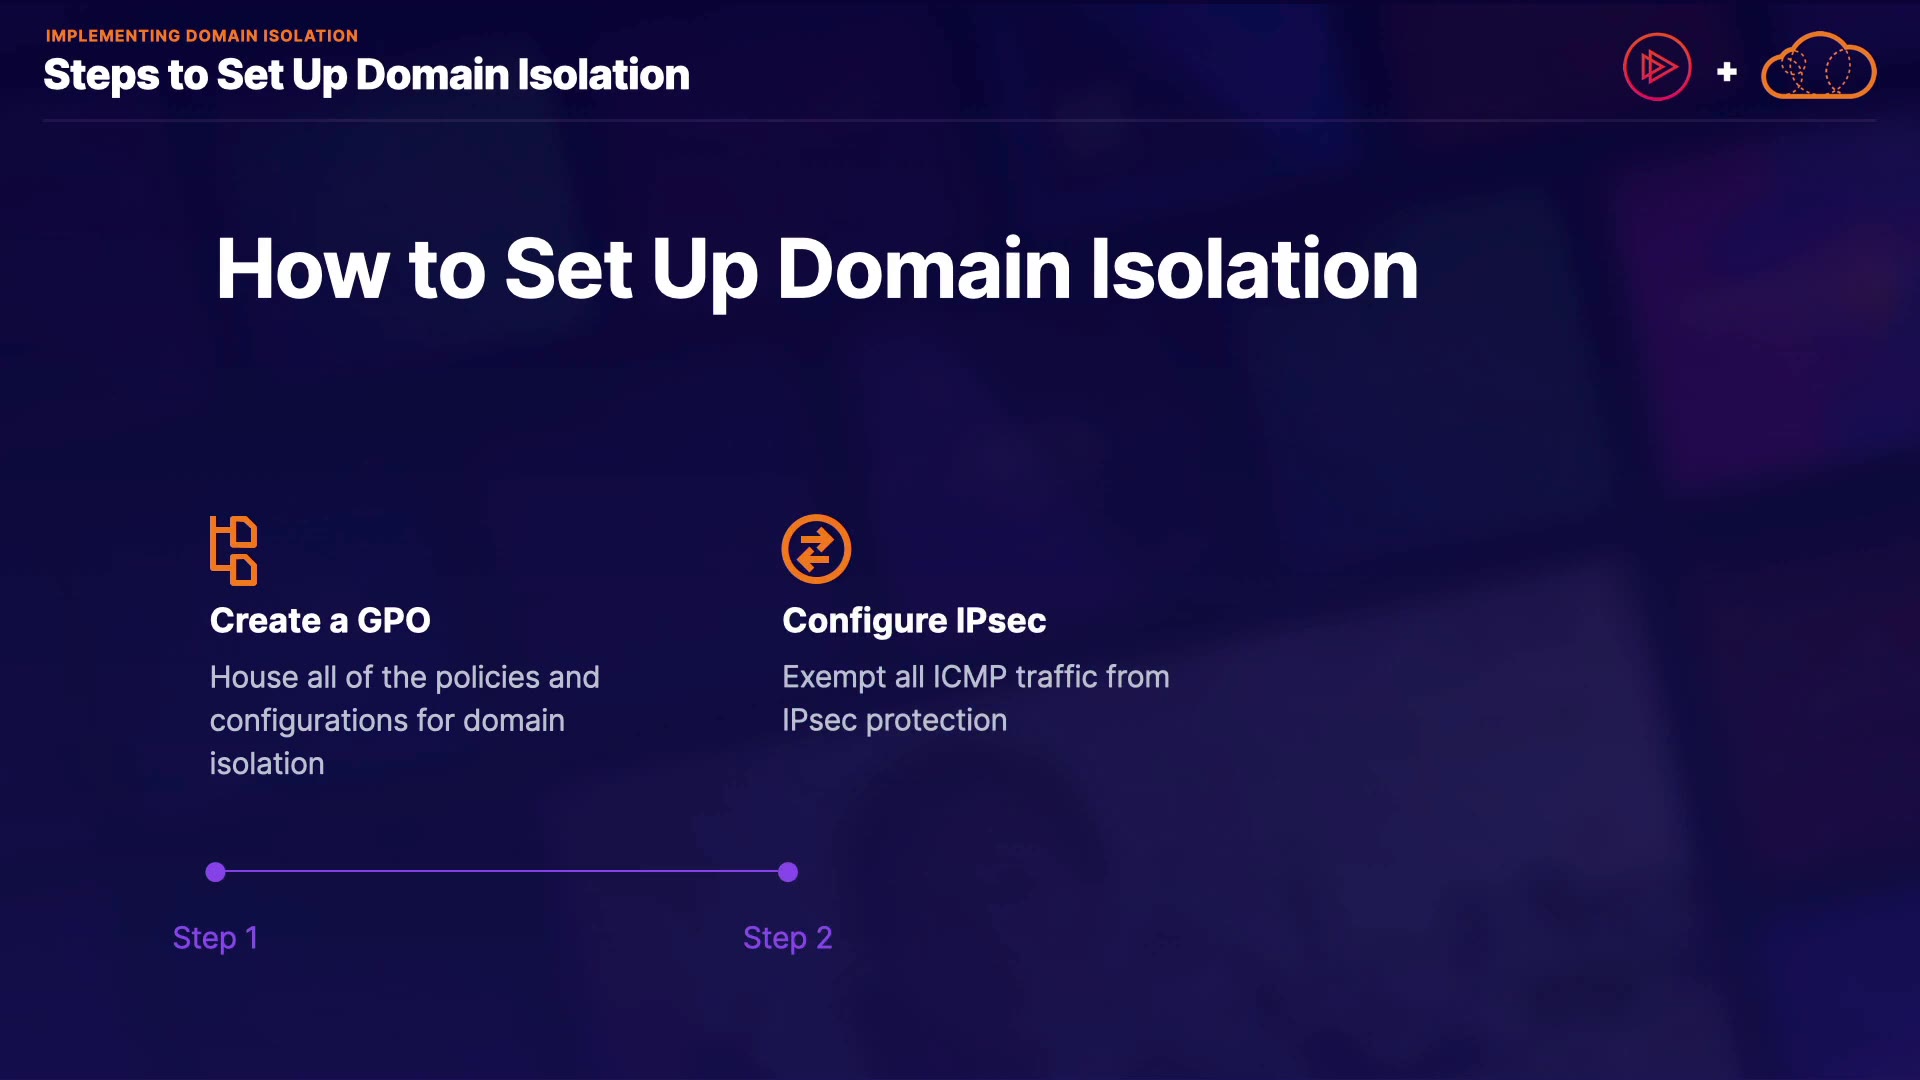 IMPLEMENTING DOMAIN ISOLATION
Steps to Set Up Domain Isolation
How to Set Up Domain Isolation
Create a GPO
House all of the policies and
configurations for domain
isolation
Configure IPsec
Exempt all ICMP traffic from
IPsec protection
Step 1
Step 2